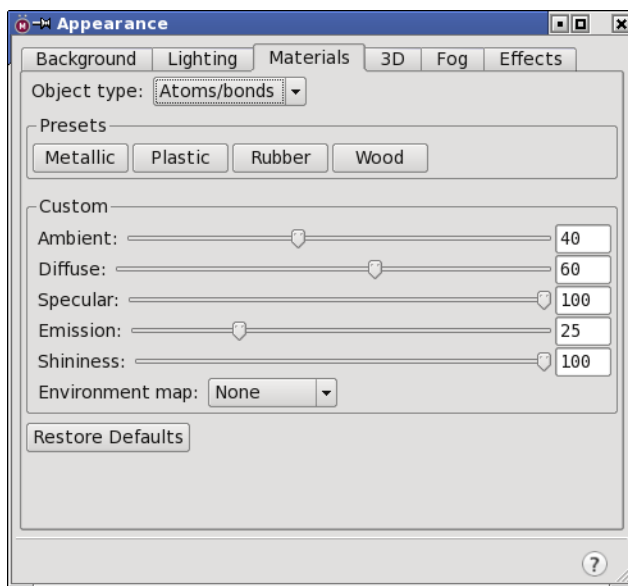 Appearance
Background Lighting Materials 3D Fog Effects
Object type: Atoms/bonds
Presets
Metallic Plastic Rubber Wood
Custom
Ambient: 40
Diffuse: 60
Specular: 100
Emission: 25
Shininess: 100
Environment map: None
Restore Defaults
?